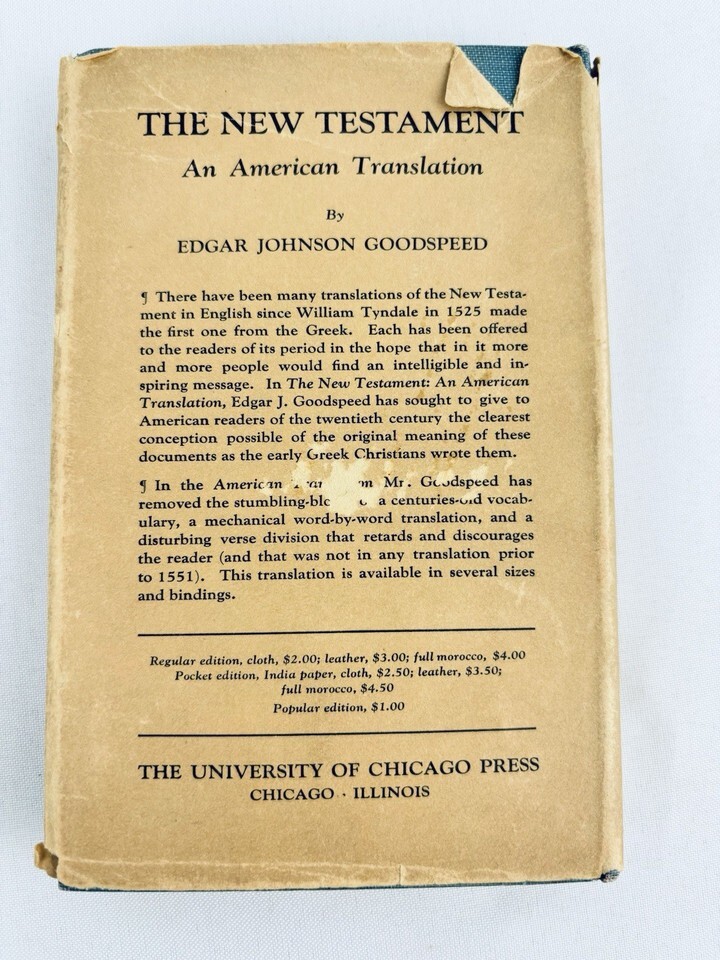 THE NEW TESTAMENT
An American Translation
By
EDGAR JOHNSON GOODSPEED
¶ There have been many translations of the New Testa-
ment in English since William Tyndale in 1525 made
the first one from the Greek. Each has been offered
to the readers of its period in the hope that in it more
and more people would find an intelligible and in-
spiring message. In The New Testament: An American
Translation, Edgar J. Goodspeed has sought to give to
American readers of the twentieth century the clearest
conception possible of the original meaning of these
documents as the early Greek Christians wrote them.
¶ In the American Mr. Goodspeed has
removed the a centuries-old vocab-
ulary, a mechanical word-by-word translation, and a
disturbing verse division that retards and discourages
the reader (and that was not in any translation prior
to 1551). This translation is available in several sizes
and bindings.
Regular edition, cloth, $2.00; leather, $3.00; full morocco, $4.00
Pocket edition, India paper, cloth, $2.50; leather, $3.50;
full morocco, $4.50
Popular edition, $1.00
THE UNIVERSITY OF CHICAGO PRESS
CHICAGO · ILLINOIS